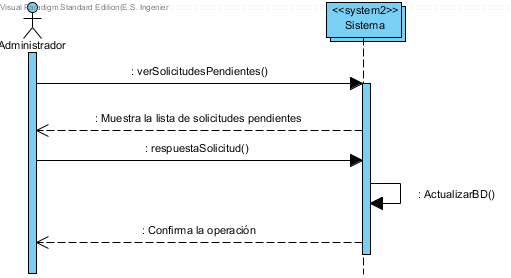 Visual Paradigm Standard Edition(E.S. Ingenier
<<system2>>
Sistema
Administrador
: verSolicitudesPendientes()
: Muestra la lista de solicitudes pendientes
: respuestaSolicitud()
: ActualizarBD()
: Confirma la operación